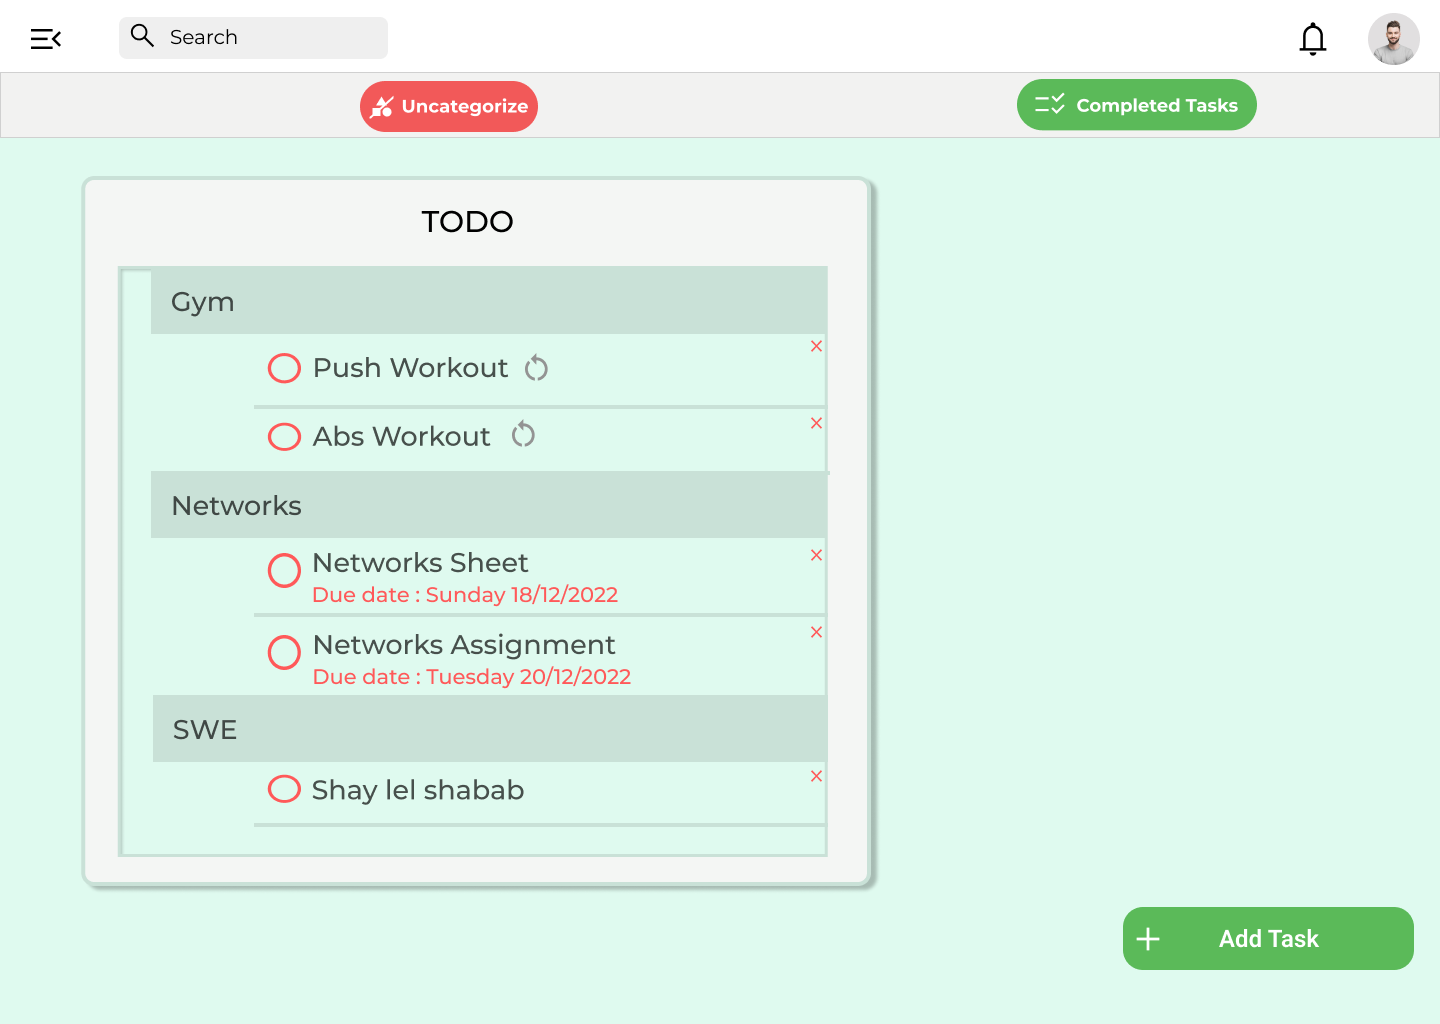 Search
Uncategorize
Completed Tasks
TODO
Gym
Push Workout
Abs Workout
Networks
Networks Sheet
Due date : Sunday 18/12/2022
Networks Assignment
Due date : Tuesday 20/12/2022
SWE
Shay lel shabab
Add Task